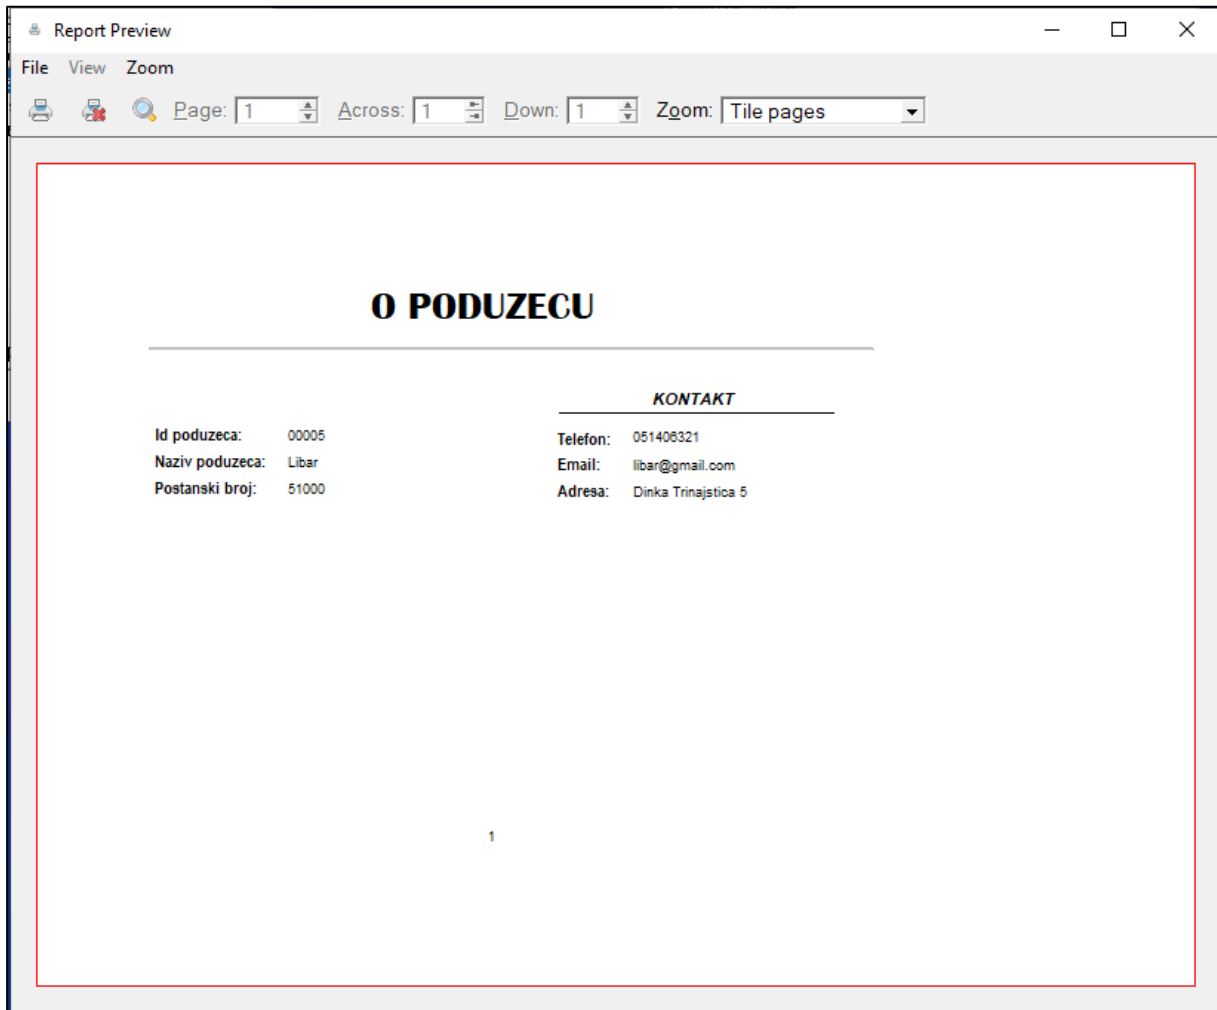 Report Preview
File View Zoom
Page: 1 Across: 1 Down: 1 Zoom: Tile pages
O PODUZECU
KONTAKT
Id poduzeca: 00005
Telefon: 051406321
Naziv poduzeca: Libar
Email: libar@gmail.com
Postanski broj: 51000
Adresa: Dinka Trinajstica 5
1